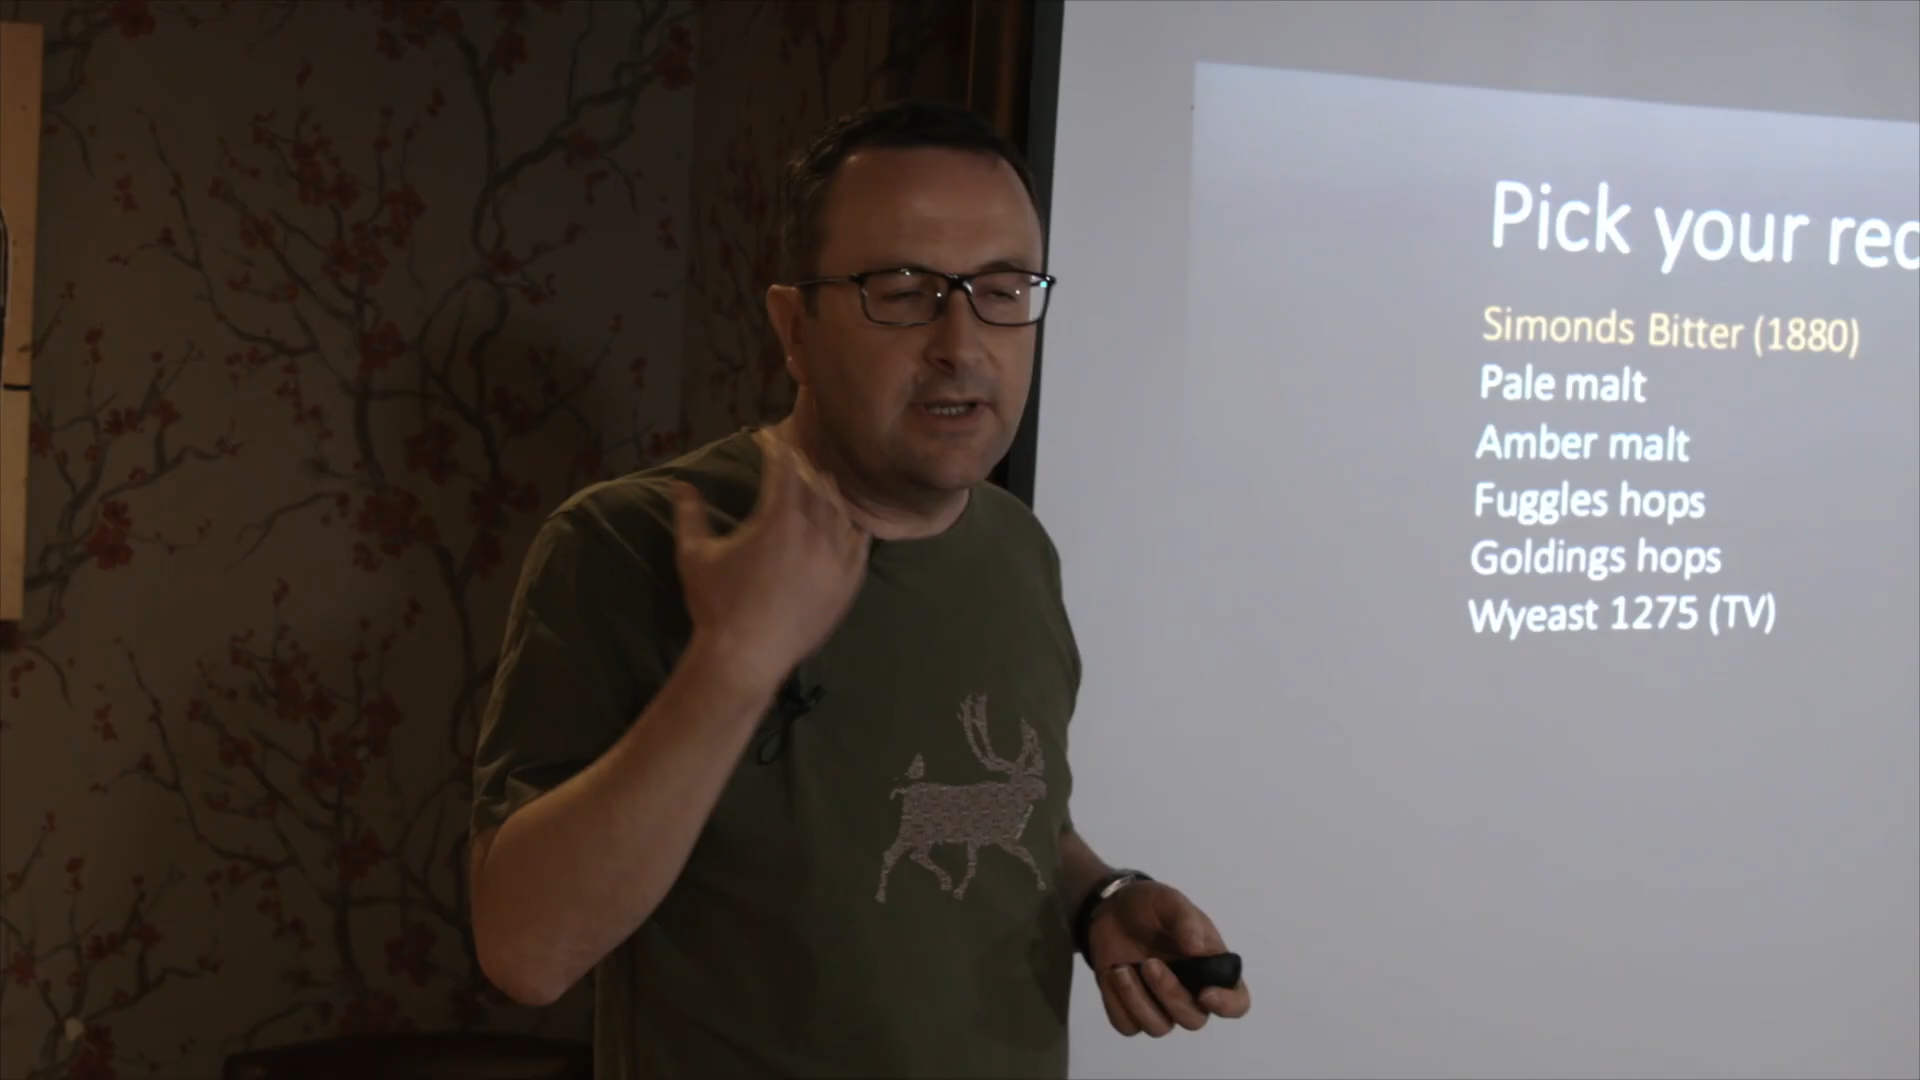 Pick your rec
Simonds Bitter (1880)
Pale malt
Amber malt
Fuggles hops
Goldings hops
Wyeast 1275 (TV)